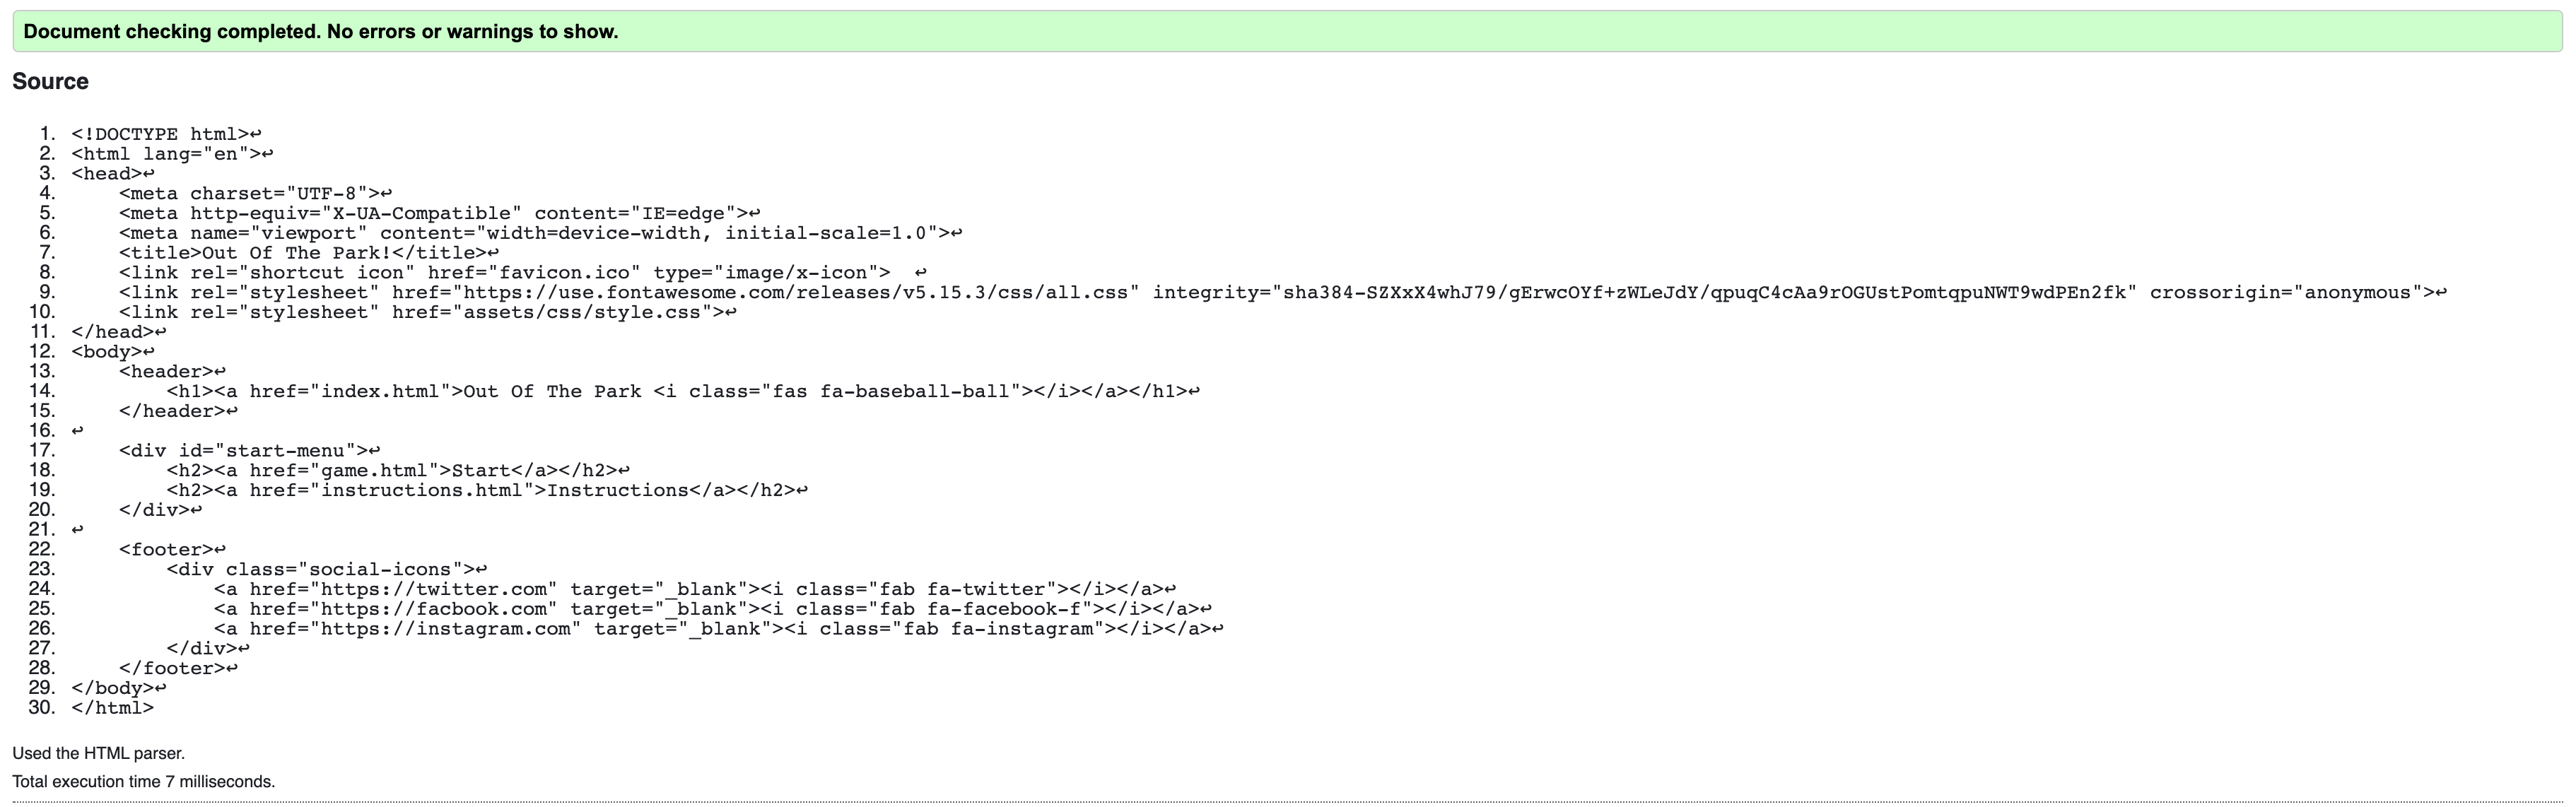 Document checking completed. No errors or warnings to show.
Source
1. <!DOCTYPE html>↩
2. <html lang="en">↩
3. <head>↩
4.     <meta charset="UTF-8">↩
5.     <meta http-equiv="X-UA-Compatible" content="IE=edge">↩
6.     <meta name="viewport" content="width=device-width, initial-scale=1.0">↩
7.     <title>Out Of The Park!</title>↩
8.     <link rel="shortcut icon" href="favicon.ico" type="image/x-icon">  ↩
9.     <link rel="stylesheet" href="https://use.fontawesome.com/releases/v5.15.3/css/all.css" integrity="sha384-SZXxX4whJ79/gErwcOYf+zWLeJdY/qpuqC4cAa9rOGUstPomtqpuNWT9wdPEn2fk" crossorigin="anonymous">↩
10.     <link rel="stylesheet" href="assets/css/style.css">↩
11. </head>↩
12. <body>↩
13.     <header>↩
14.         <h1><a href="index.html">Out Of The Park <i class="fas fa-baseball-ball"></i></a></h1>↩
15.     </header>↩
16. ↩
17.     <div id="start-menu">↩
18.         <h2><a href="game.html">Start</a></h2>↩
19.         <h2><a href="instructions.html">Instructions</a></h2>↩
20.     </div>↩
21. ↩
22.     <footer>↩
23.         <div class="social-icons">↩
24.             <a href="https://twitter.com" target="_blank"><i class="fab fa-twitter"></i></a>↩
25.             <a href="https://facbook.com" target="_blank"><i class="fab fa-facebook-f"></i></a>↩
26.             <a href="https://instagram.com" target="_blank"><i class="fab fa-instagram"></i></a>↩
27.         </div>↩
28.     </footer>↩
29. </body>↩
30. </html>
Used the HTML parser.
Total execution time 7 milliseconds.